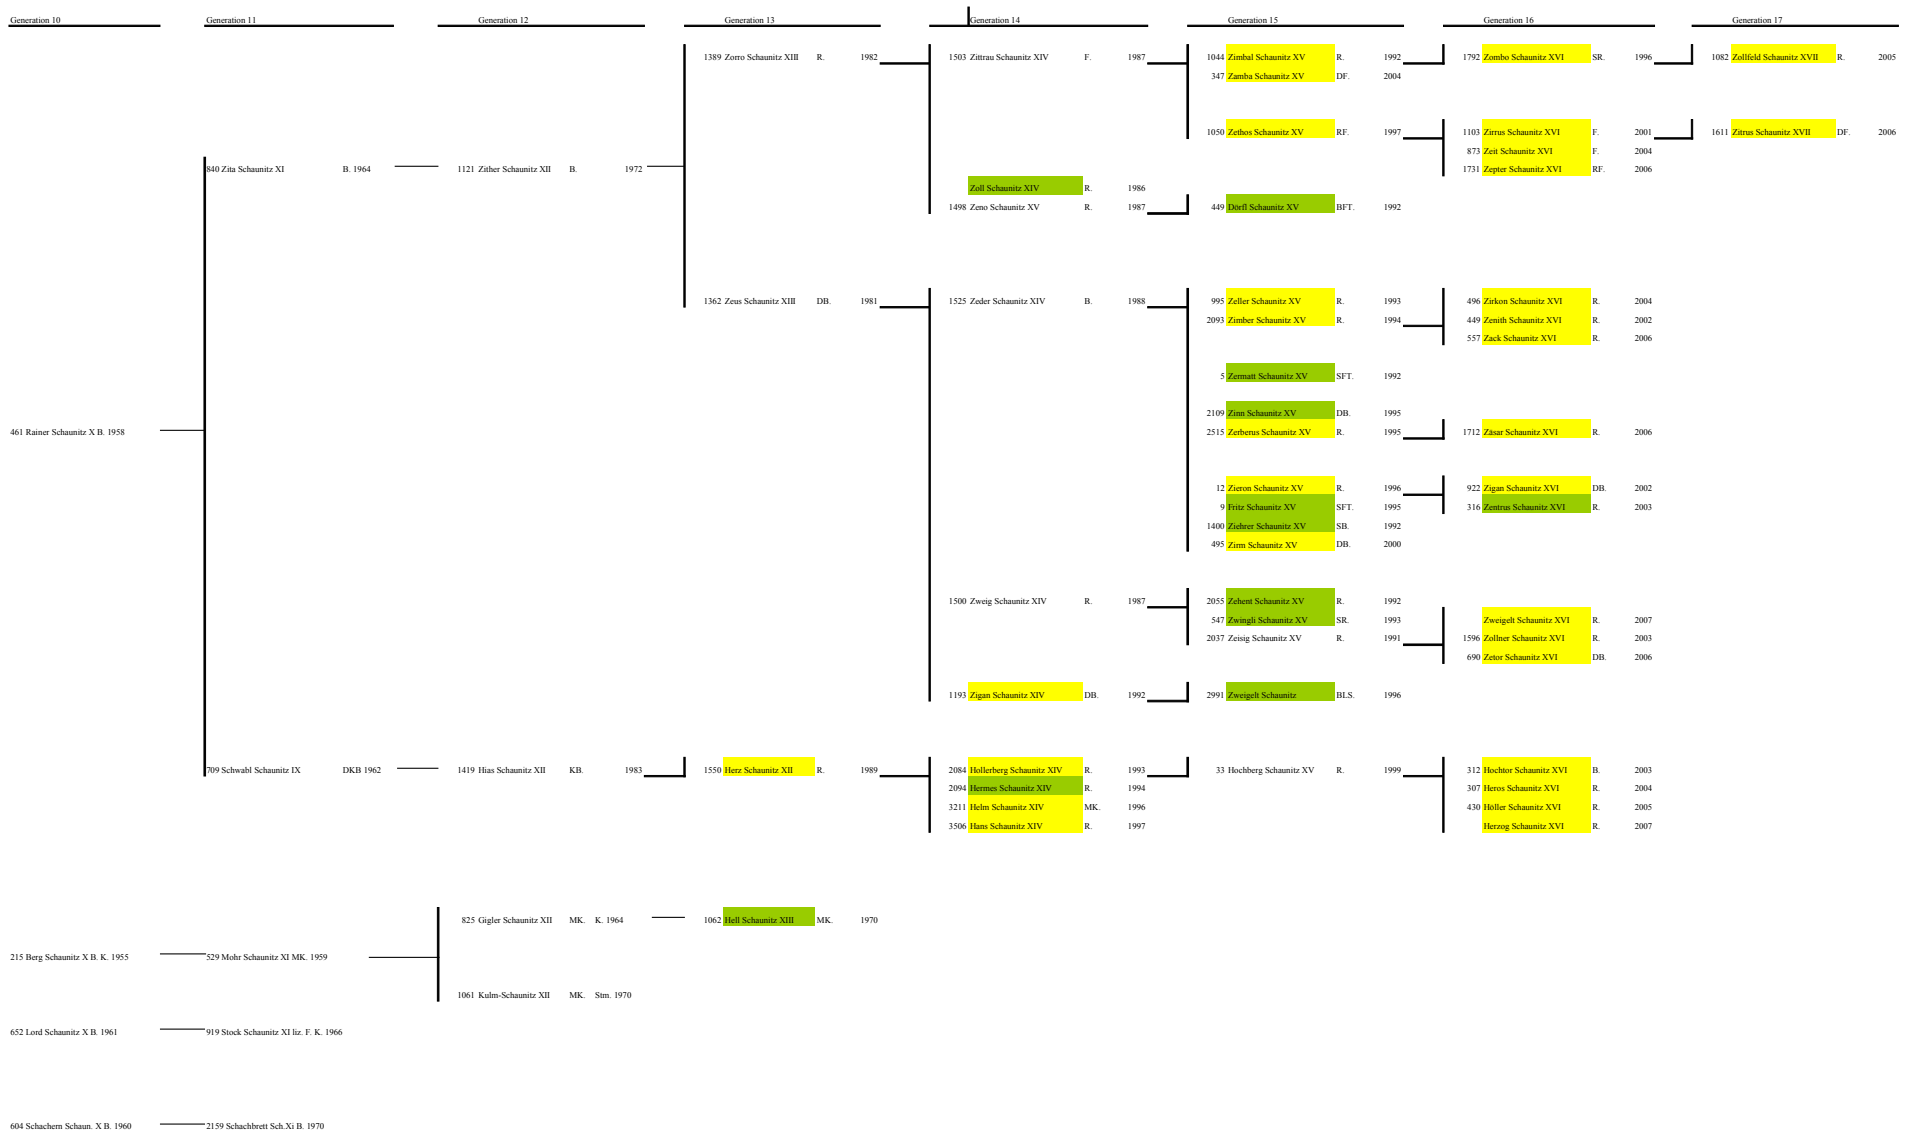 Generation 10 Generation 11 Generation 12 Generation 13 Generation 14 Generation 15 Generation 16 Generation 17
1389 Zorro Schaunitz XIII R. 1982 1503 Zittrau Schaunitz XIV F. 1987 1044 Zimbal Schaunitz XV R. 1992 1792 Zombo Schaunitz XVI SR. 1996 1082 Zollfeld Schaunitz XVII R. 2005
347 Zamba Schaunitz XV DF. 2004
1050 Zethos Schaunitz XV RF. 1997 1103 Zirrus Schaunitz XVI F. 2001 1611 Zitrus Schaunitz XVII DF. 2006
873 Zeit Schaunitz XVI F. 2004
840 Zita Schaunitz XI B. 1964 1121 Zither Schaunitz XII B. 1972 1731 Zepter Schaunitz XVI RF. 2006
Zoll Schaunitz XIV R. 1986
1498 Zeno Schaunitz XV R. 1987 449 Dörfl Schaunitz XV BFT. 1992
1362 Zeus Schaunitz XIII DB. 1981 1525 Zeder Schaunitz XIV B. 1988 995 Zeller Schaunitz XV R. 1993 496 Zirkon Schaunitz XVI R. 2004
2093 Zimber Schaunitz XV R. 1994 449 Zenith Schaunitz XVI R. 2002
557 Zack Schaunitz XVI R. 2006
5 Zermatt Schaunitz XV SFT. 1992
2109 Zinn Schaunitz XV DB. 1995
461 Rainer Schaunitz X B. 1958 2515 Zerberus Schaunitz XV R. 1995 1712 Zäsar Schaunitz XVI R. 2006
12 Zieron Schaunitz XV R. 1996 922 Zigan Schaunitz XVI DB. 2002
9 Fritz Schaunitz XV SFT. 1995 316 Zentrus Schaunitz XVI R. 2003
1400 Ziehrer Schaunitz XV SB. 1992
495 Zirm Schaunitz XV DB. 2000
1500 Zweig Schaunitz XIV R. 1987 2055 Zehent Schaunitz XV R. 1992
547 Zwingli Schaunitz XV SR. 1993 Zweigelt Schaunitz XVI R. 2007
2037 Zeisig Schaunitz XV R. 1991 1596 Zollner Schaunitz XVI R. 2003
690 Zetor Schaunitz XVI DB. 2006
1193 Zigan Schaunitz XIV DB. 1992 2991 Zweigelt Schaunitz BLS. 1996
709 Schwabl Schaunitz IX DKB 1962 1419 Hias Schaunitz XII KB. 1983 1550 Herz Schaunitz XII R. 1989 2084 Hollerberg Schaunitz XIV R. 1993 33 Hochberg Schaunitz XV R. 1999 312 Hochtor Schaunitz XVI B. 2003
2094 Hermes Schaunitz XIV R. 1994 307 Heros Schaunitz XVI R. 2004
3211 Helm Schaunitz XIV MK. 1996 430 Höller Schaunitz XVI R. 2005
3506 Hans Schaunitz XIV R. 1997 Herzog Schaunitz XVI R. 2007
825 Gigler Schaunitz XII MK. K. 1964 1062 Hell Schaunitz XIII MK. 1970
215 Berg Schaunitz X B. K. 1955 529 Mohr Schaunitz XI MK. 1959
1061 Kulm-Schaunitz XII MK. Stm. 1970
652 Lord Schaunitz X B. 1961 919 Stock Schaunitz XI liz. F. K. 1966
604 Schachern Schaun. X B. 1960 2159 Schachbrett Sch.Xi B. 1970